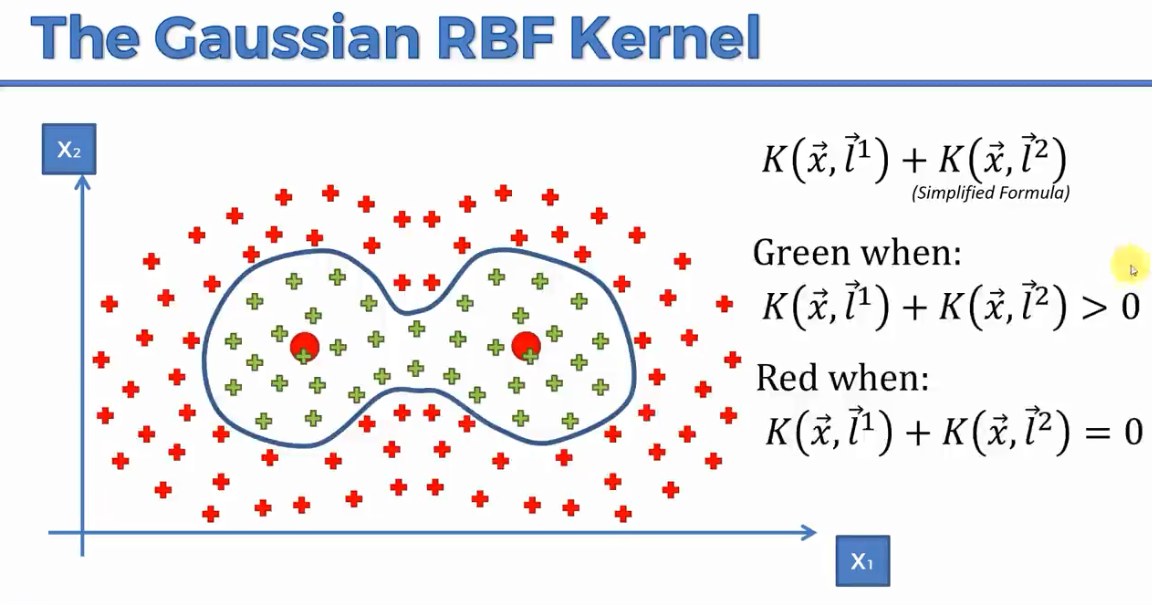 The Gaussian RBF Kernel
X₂
K(x⃗, l⃗¹) + K(x⃗, l⃗²)
(Simplified Formula)
Green when:
K(x⃗, l⃗¹) + K(x⃗, l⃗²) > 0
Red when:
K(x⃗, l⃗¹) + K(x⃗, l⃗²) = 0
X₁